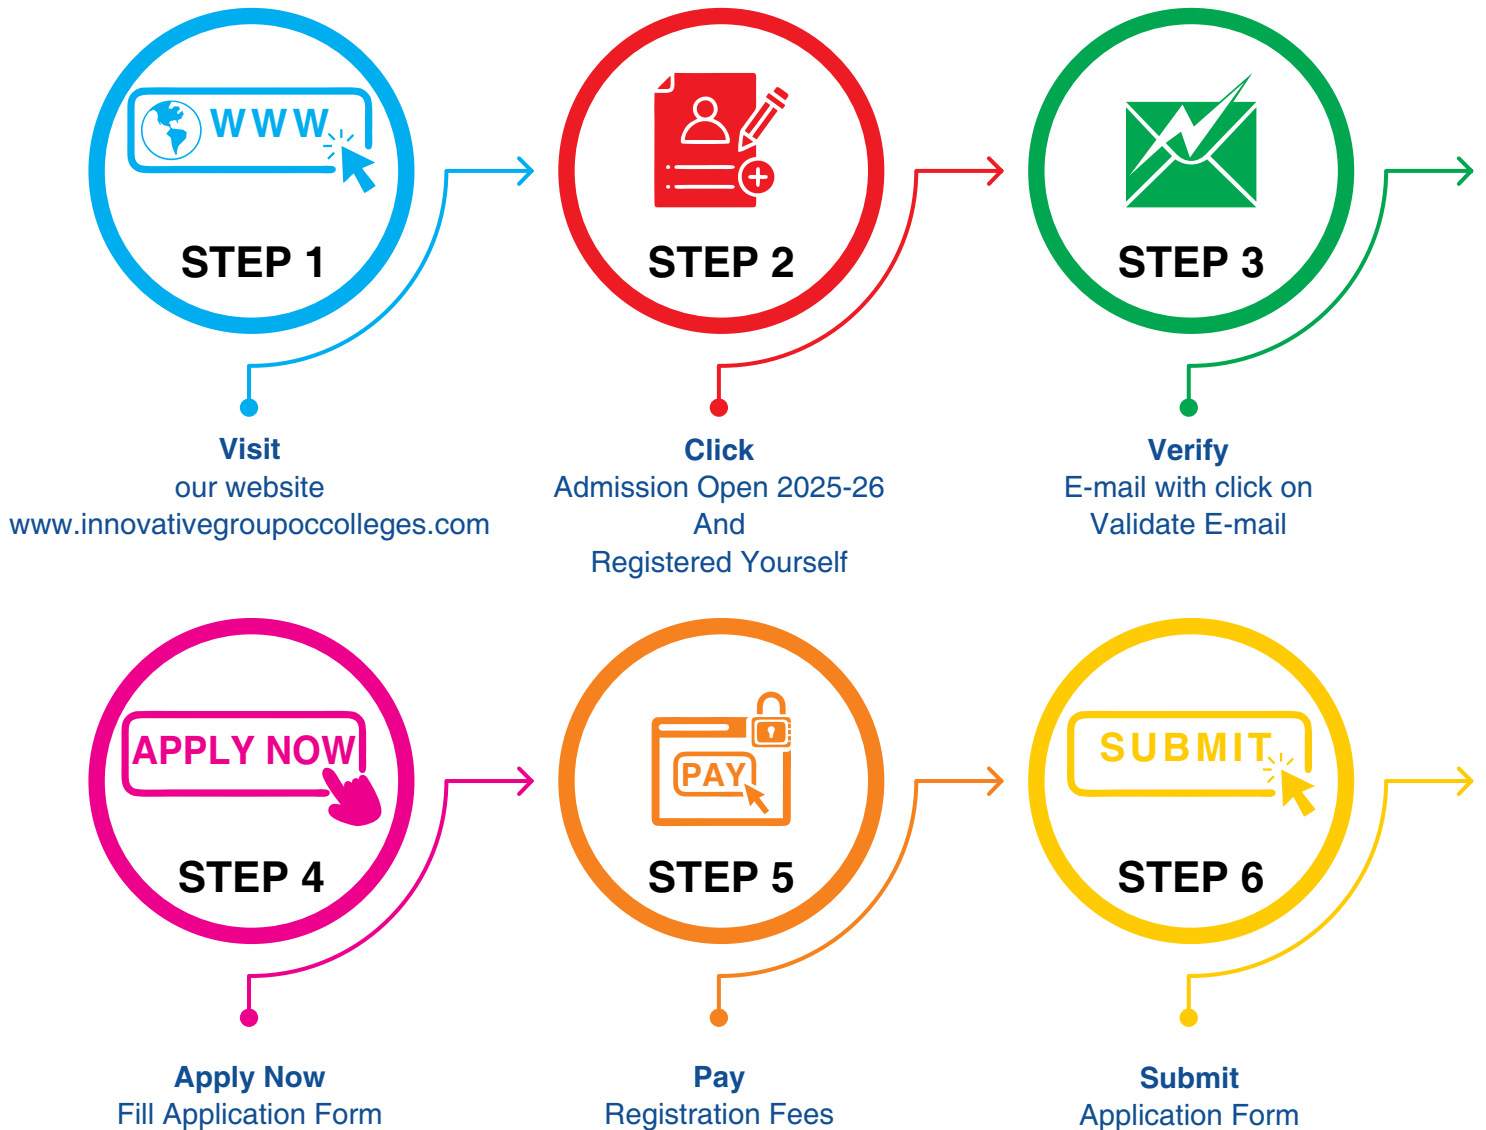 WWW
STEP 1
Visit
our website
www.innovativegroupoccolleges.com
STEP 2
Click
Admission Open 2025-26
And
Registered Yourself
STEP 3
Verify
E-mail with click on
Validate E-mail
APPLY NOW
STEP 4
Apply Now
Fill Application Form
PAY
STEP 5
Pay
Registration Fees
SUBMIT
STEP 6
Submit
Application Form